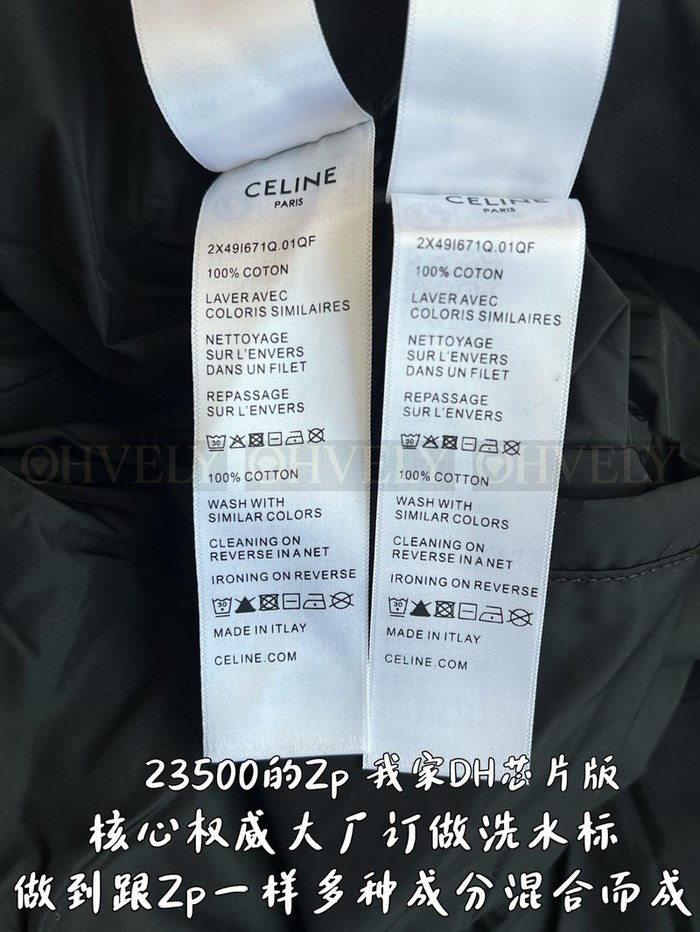 CELINE
PARIS
2X49I671Q.01QF
100% COTON
LAVER AVEC
COLORIS SIMILAIRES
NETTOYAGE
SUR L'ENVERS
DANS UN FILET
REPASSAGE
SUR L'ENVERS
30
100% COTTON
WASH WITH
SIMILAR COLORS
CLEANING ON
REVERSE IN A NET
IRONING ON REVERSE
30
MADE IN ITLAY
CELINE.COM
CELINE
PARIS
2X49I671Q.01QF
100% COTON
LAVER AVEC
COLORIS SIMILAIRES
NETTOYAGE
SUR L'ENVERS
DANS UN FILET
REPASSAGE
SUR L'ENVERS
30
100% COTTON
WASH WITH
SIMILAR COLORS
CLEANING ON
REVERSE IN A NET
IRONING ON REVERSE
30
MADE IN ITLAY
CELINE.COM
OHVELY OHVELY OHVELY
23500的Zp 我家DH芯片版
核心权威大厂订做洗水标
做到跟Zp一样多种成分混合而成